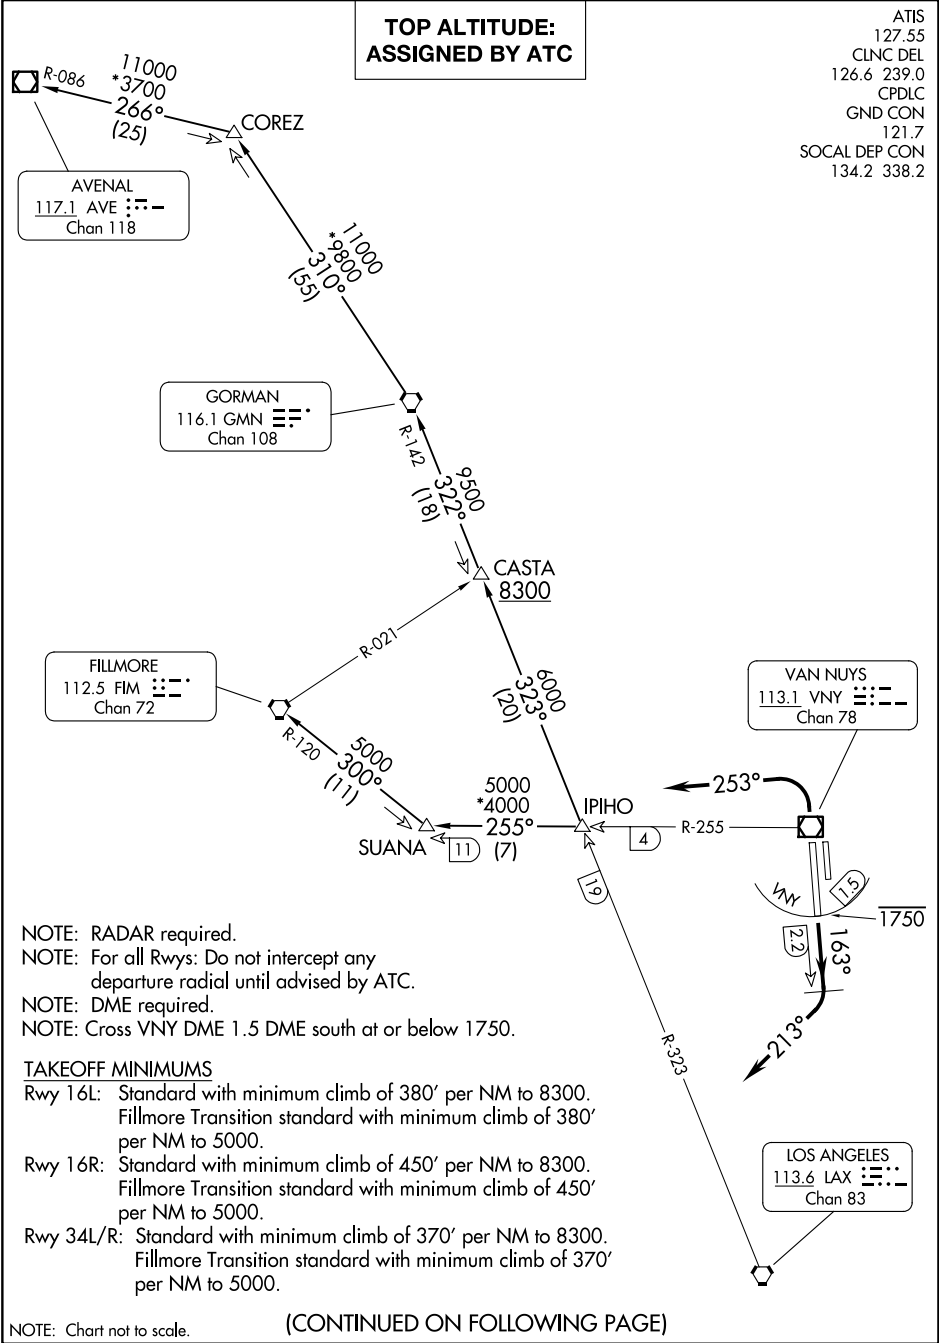 TOP ALTITUDE:
ASSIGNED BY ATC
ATIS
127.55
CLNC DEL
126.6 239.0
CPDLC
GND CON
121.7
SOCAL DEP CON
134.2 338.2
R-086
11000
*3700
266°
(25)
COREZ
AVENAL
117.1 AVE
Chan 118
11000
*9800
310°
(55)
GORMAN
116.1 GMN
Chan 108
R-142
9500
322°
(18)
CASTA
8300
R-021
FILLMORE
112.5 FIM
Chan 72
6000
323°
(20)
VAN NUYS
113.1 VNY
Chan 78
R-120
5000
300°
(11)
5000
*4000
255°
(7)
IPIHO
253°
R-255
4
SUANA
11
19
VNY
1.5
1750
2.2
163°
213°
R-323
NOTE: RADAR required.
NOTE: For all Rwys: Do not intercept any
departure radial until advised by ATC.
NOTE: DME required.
NOTE: Cross VNY DME 1.5 DME south at or below 1750.
TAKEOFF MINIMUMS
Rwy 16L: Standard with minimum climb of 380' per NM to 8300.
Fillmore Transition standard with minimum climb of 380'
per NM to 5000.
Rwy 16R: Standard with minimum climb of 450' per NM to 8300.
Fillmore Transition standard with minimum climb of 450'
per NM to 5000.
Rwy 34L/R: Standard with minimum climb of 370' per NM to 8300.
Fillmore Transition standard with minimum climb of 370'
per NM to 5000.
LOS ANGELES
113.6 LAX
Chan 83
NOTE: Chart not to scale.
(CONTINUED ON FOLLOWING PAGE)